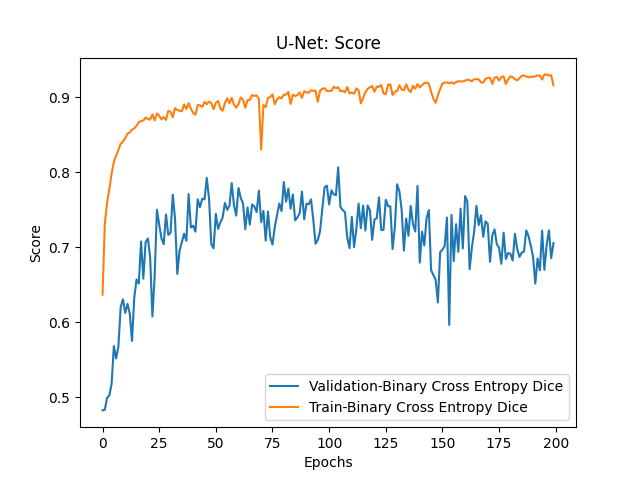 U-Net: Score
Score
0.9
0.8
0.7
0.6
0.5
0
25
50
75
100
125
150
175
200
Epochs
Validation-Binary Cross Entropy Dice
Train-Binary Cross Entropy Dice